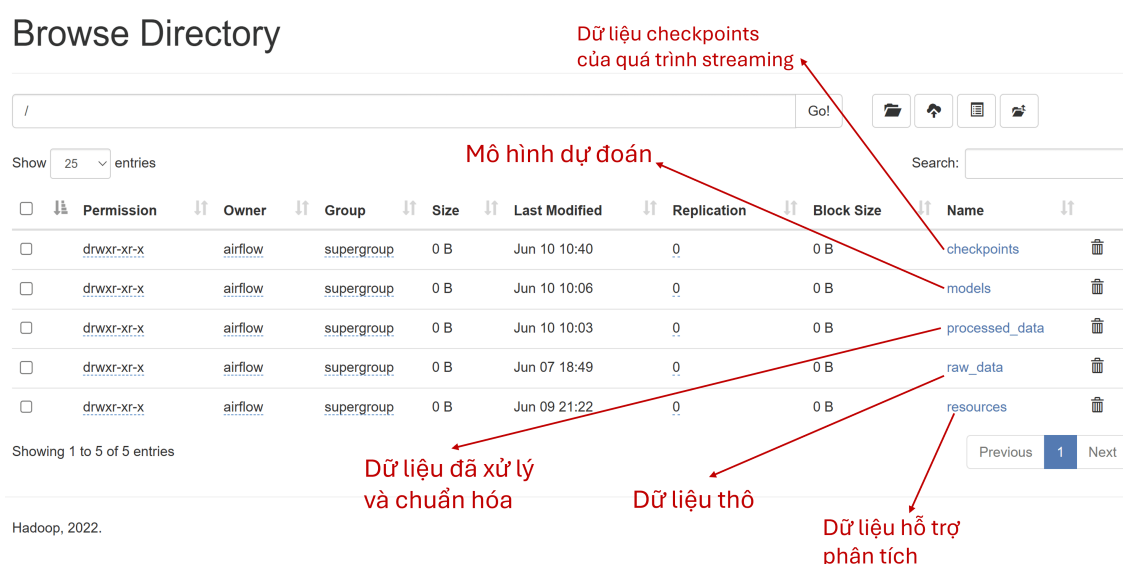 Browse Directory
Dữ liệu checkpoints
của quá trình streaming
/
Go!
Show 25 entries
Mô hình dự đoán
Search:
Permission Owner Group Size Last Modified Replication Block Size Name
drwxr-xr-x airflow supergroup 0 B Jun 10 10:40 0 0 B checkpoints
drwxr-xr-x airflow supergroup 0 B Jun 10 10:06 0 0 B models
drwxr-xr-x airflow supergroup 0 B Jun 10 10:03 0 0 B processed_data
drwxr-xr-x airflow supergroup 0 B Jun 07 18:49 0 0 B raw_data
drwxr-xr-x airflow supergroup 0 B Jun 09 21:22 0 0 B resources
Showing 1 to 5 of 5 entries
Previous 1 Next
Dữ liệu đã xử lý
và chuẩn hóa
Dữ liệu thô
Dữ liệu hỗ trợ
phân tích
Hadoop, 2022.